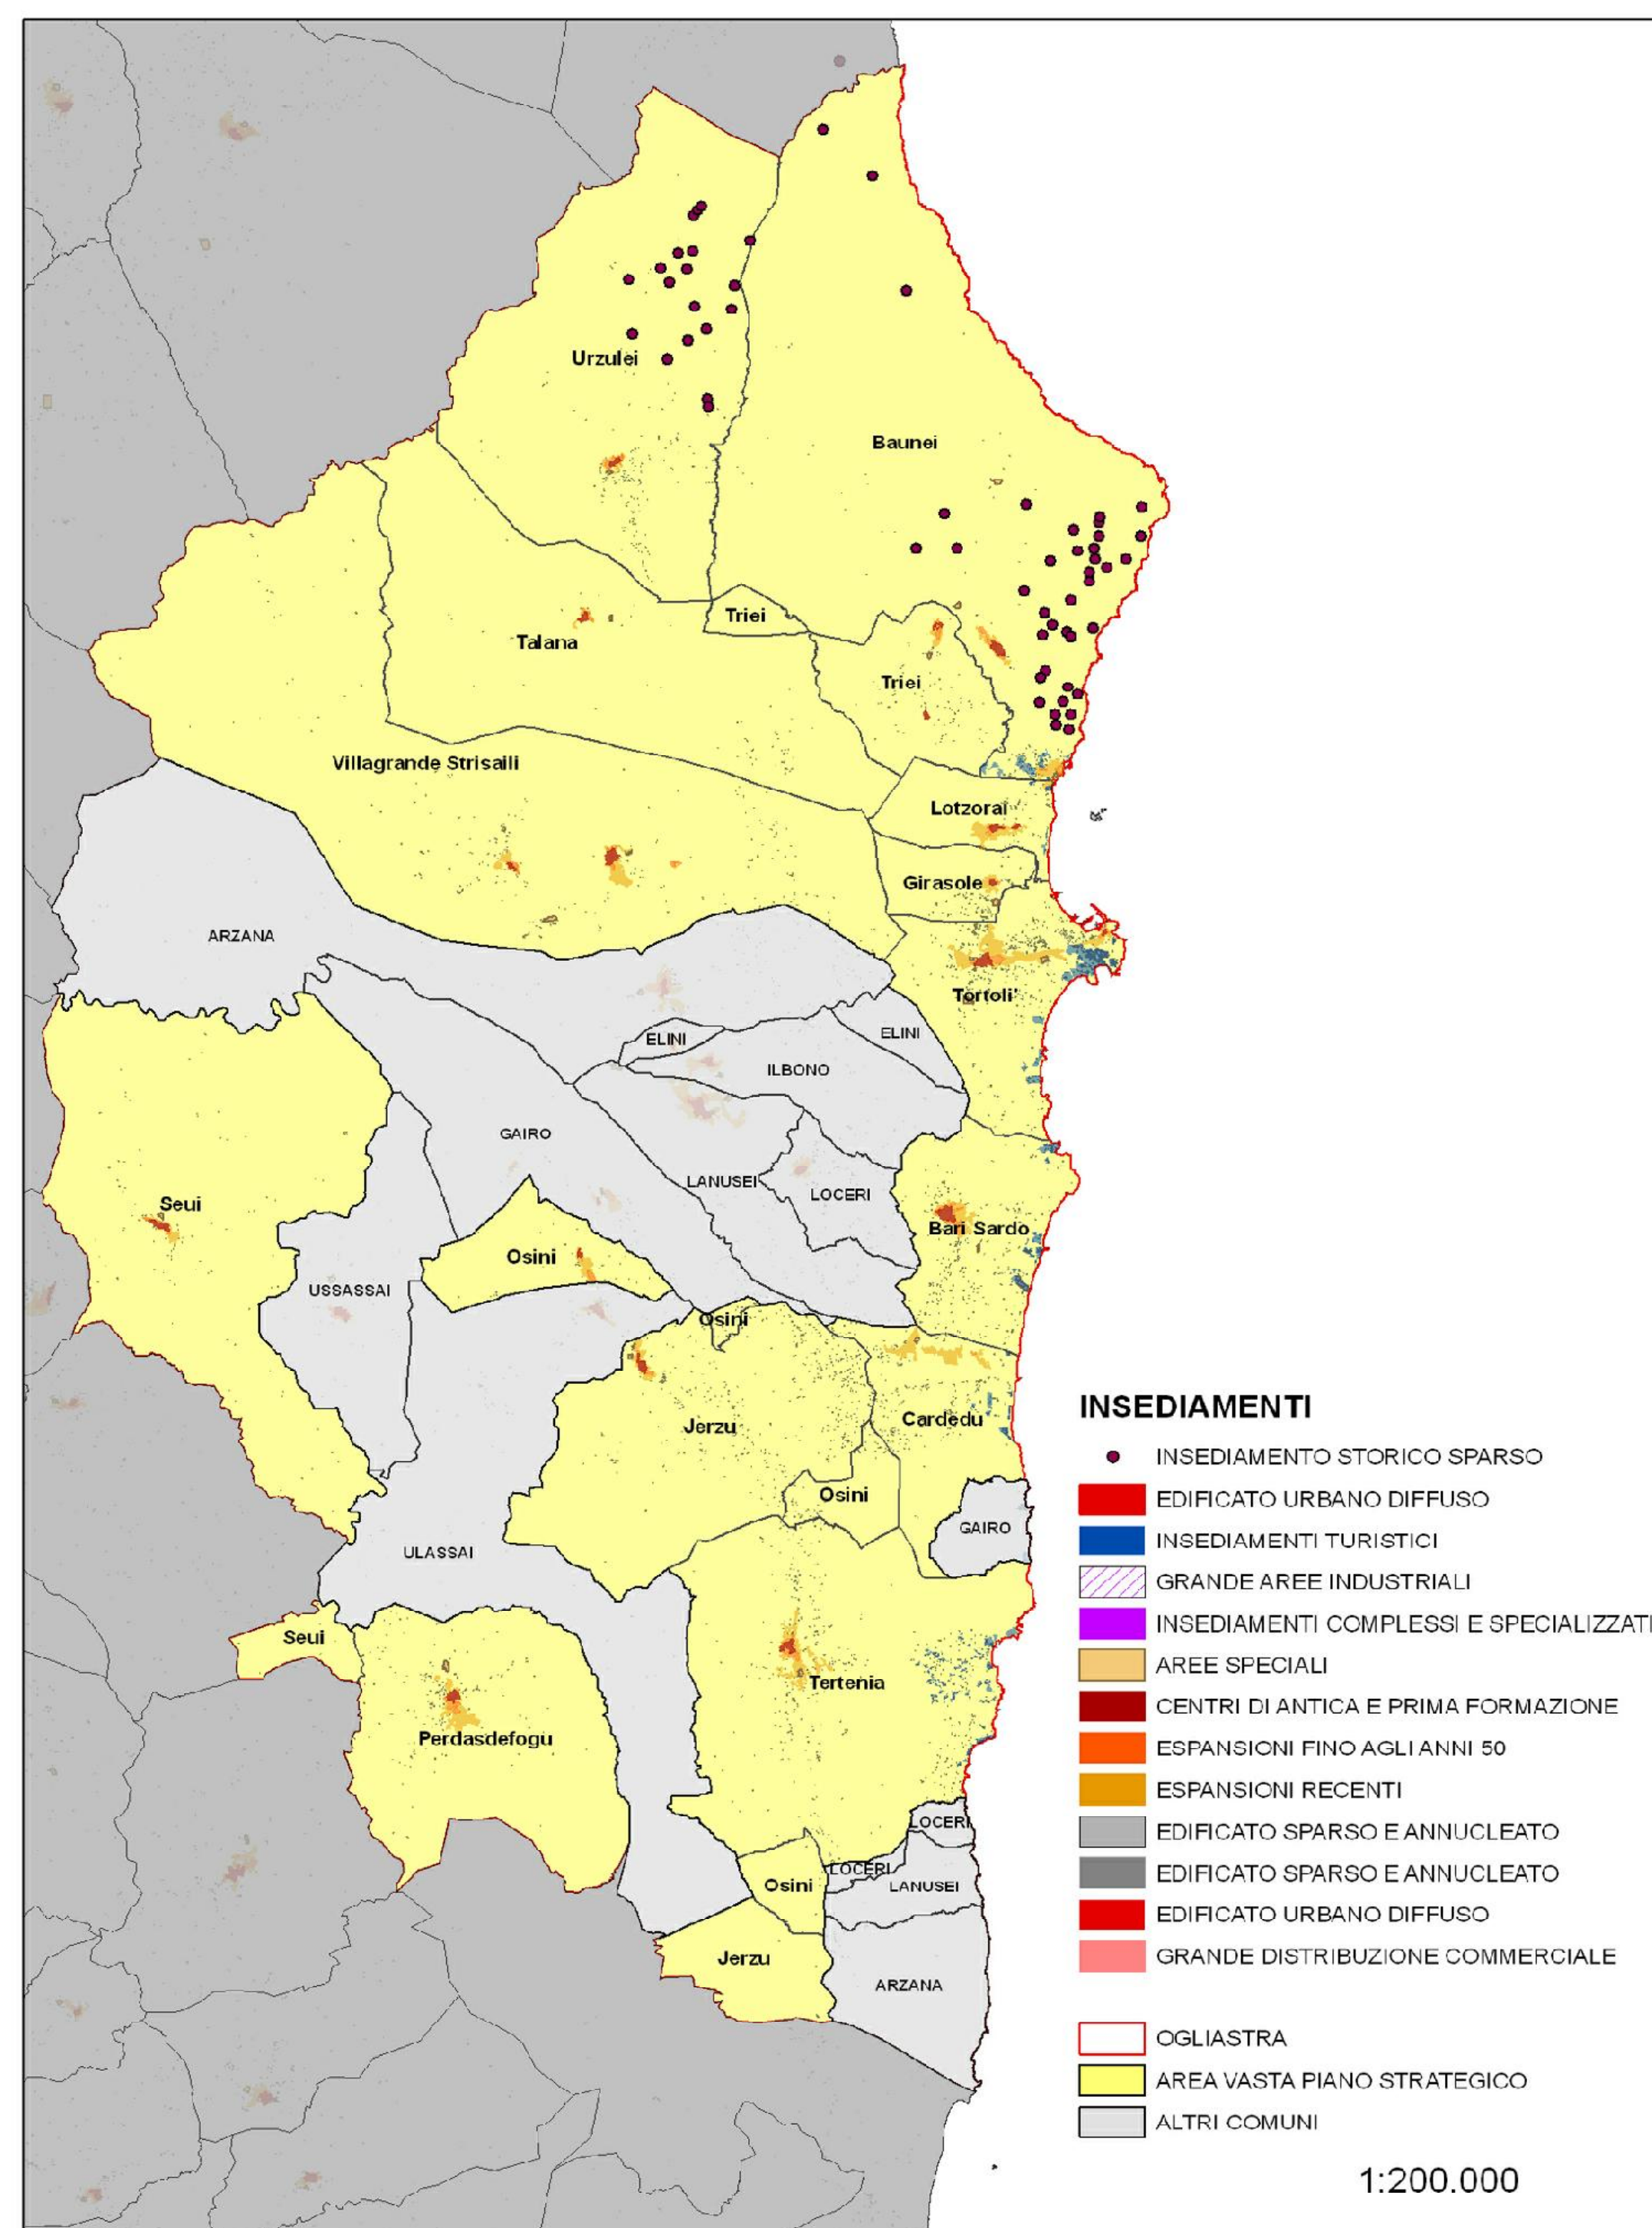 Urzulei
Baunei
Triei
Talana
Triei
Villagrande Strisaili
Lotzorai
Girasole
ARZANA
Tortoli'
ELINI
ELINI
ILBONO
GAIRO
LANUSEI
LOCERI
Seui
Bari Sardo
Osini
USSASSAI
Osini
Jerzu
Cardedu
Osini
GAIRO
ULASSAI
Seui
Tertenia
Perdasdefogu
LOCERI
LOCERI
Osini
LANUSEI
Jerzu
ARZANA
INSEDIAMENTI
INSEDIAMENTO STORICO SPARSO
EDIFICATO URBANO DIFFUSO
INSEDIAMENTI TURISTICI
GRANDE AREE INDUSTRIALI
INSEDIAMENTI COMPLESSI E SPECIALIZZATI
AREE SPECIALI
CENTRI DI ANTICA E PRIMA FORMAZIONE
ESPANSIONI FINO AGLI ANNI 50
ESPANSIONI RECENTI
EDIFICATO SPARSO E ANNUCLEATO
EDIFICATO SPARSO E ANNUCLEATO
EDIFICATO URBANO DIFFUSO
GRANDE DISTRIBUZIONE COMMERCIALE
OGLIASTRA
AREA VASTA PIANO STRATEGICO
ALTRI COMUNI
1:200.000